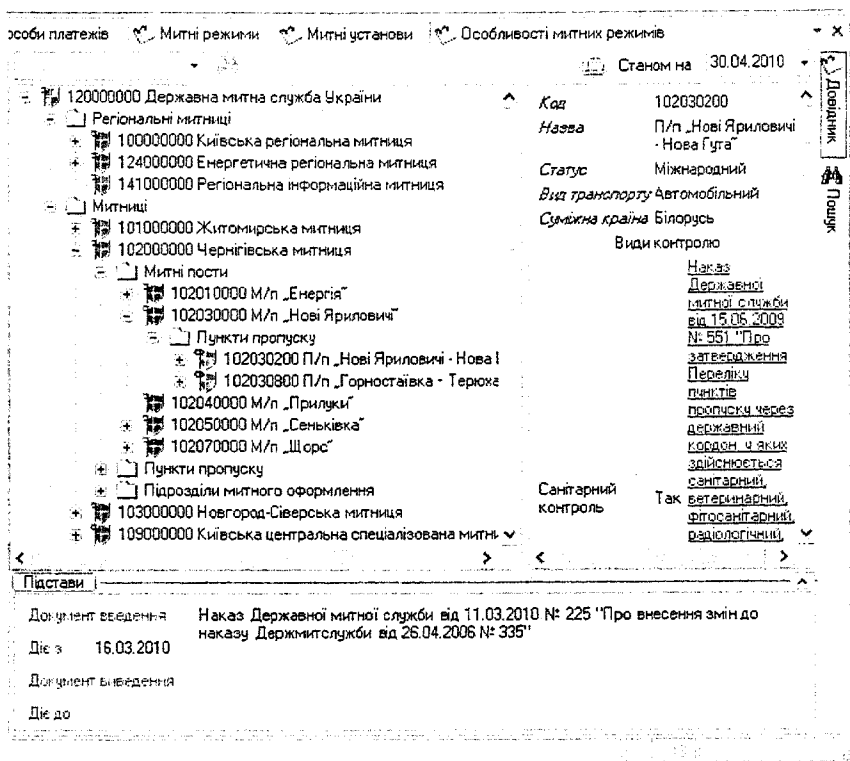 особи платежів Митні режими Митні установи Особливості митних режимів
Станом на 30.04.2010
120000000 Державна митна служба України
Регіональні митниці
100000000 Київська регіональна митниця
124000000 Енергетична регіональна митниця
141000000 Регіональна інформаційна митниця
Митниці
101000000 Житомирська митниця
102000000 Чернігівська митниця
Митні пости
102010000 М/п „Енергія"
102030000 М/п „Нові Яриловичі"
Пункти пропуску
102030200 П/п „Нові Яриловичі - Нова
102030800 П/п „Горностаївка - Терюха
102040000 М/п „Прилуки"
102050000 М/п „Сеньківка"
102070000 М/п „Щорс"
Пункти пропуску
Підрозділи митного оформлення
103000000 Новгород-Сіверська митниця
109000000 Київська центральна спеціалізована митни
Код 102030200
Назва П/п „Нові Яриловичі
- Нова Гута"
Статус Міжнародний
Вид транспорту Автомобільний
Суміжна країна Білорусь
Види контролю
Санітарний
контроль
Так
Наказ
Державної
митної служби
від 15.06.2009
№ 551 "Про
затвердження
Переліку
пунктів
пропуску через
державний
кордон, у яких
здійснюється
санітарний,
ветеринарний,
фітосанітарний,
радіологічний,
Довідник
Пошук
Підстави
Документ введення Наказ Державної митної служби від 11.03.2010 № 225 "Про внесення змін до
наказу Держмитслужби від 26.04.2006 № 335"
Діє з 16.03.2010
Документ виведення
Діє до